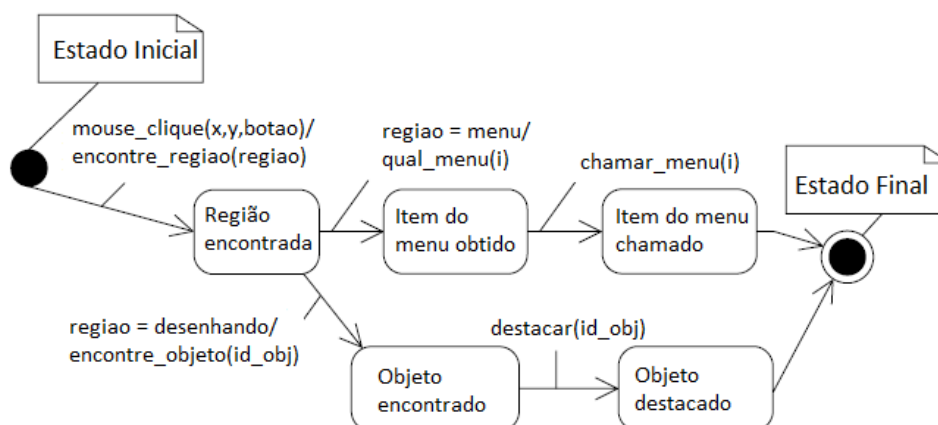 Estado Inicial
mouse_clique(x,y,botao)/
encontre_regiao(regiao)
regiao = menu/
qual_menu(i)
chamar_menu(i)
Estado Final
Região
encontrada
Item do
menu obtido
Item do menu
chamado
regiao = desenhando/
encontre_objeto(id_obj)
destacar(id_obj)
Objeto
encontrado
Objeto
destacado